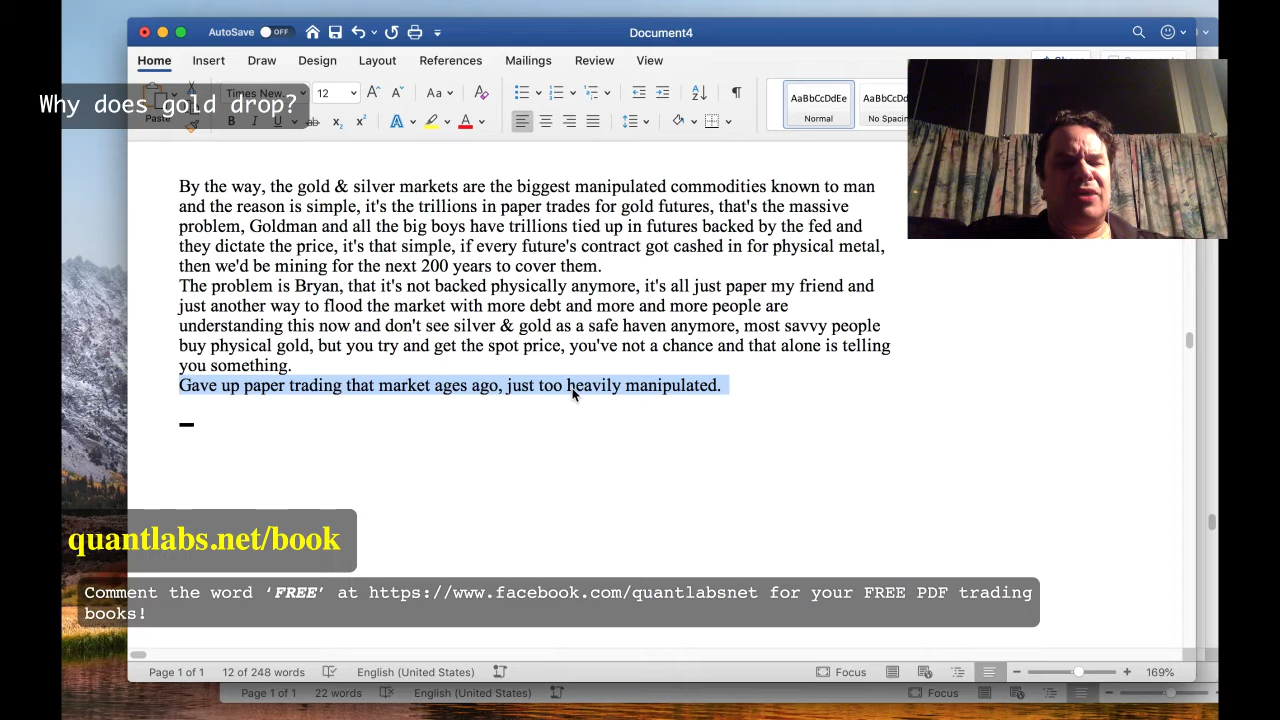 AutoSave OFF
Document4
Home Insert Draw Design Layout References Mailings Review View
Times New... 12 Aa
Why does gold drop?
Paste B I U ab x₂ x² A A
AaBbCcDdEe AaBbCcDdEe
Normal No Spacing
By the way, the gold & silver markets are the biggest manipulated commodities known to man
and the reason is simple, it's the trillions in paper trades for gold futures, that's the massive
problem, Goldman and all the big boys have trillions tied up in futures backed by the fed and
they dictate the price, it's that simple, if every future's contract got cashed in for physical metal,
then we'd be mining for the next 200 years to cover them.
The problem is Bryan, that it's not backed physically anymore, it's all just paper my friend and
just another way to flood the market with more debt and more and more people are
understanding this now and don't see silver & gold as a safe haven anymore, most savvy people
buy physical gold, but you try and get the spot price, you've not a chance and that alone is telling
you something.
Gave up paper trading that market ages ago, just too heavily manipulated.
quantlabs.net/book
Comment the word ‘FREE’ at https://www.facebook.com/quantlabsnet for your FREE PDF trading
books!
Page 1 of 1 12 of 248 words English (United States) Focus 169%
Page 1 of 1 22 words English (United States) Focus